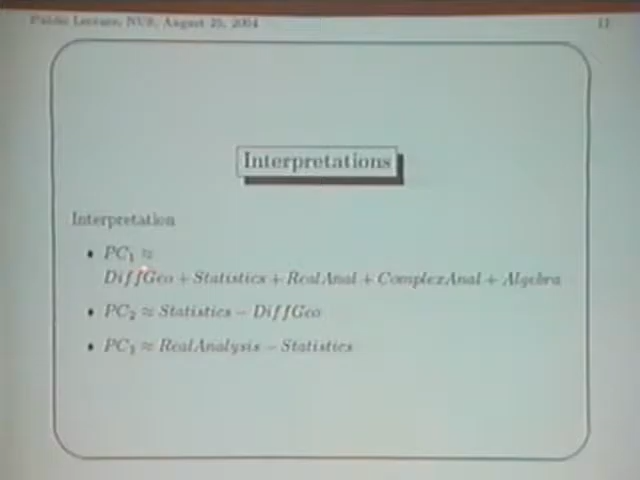 Public Lecture, NUS, August 25, 2004
Interpretations
Interpretation
• PC₁ ≈
DiffGeo + Statistics + RealAnal + ComplexAnal + Algebra
• PC₂ ≈ Statistics − DiffGeo
• PC₃ ≈ RealAnalysis − Statistics